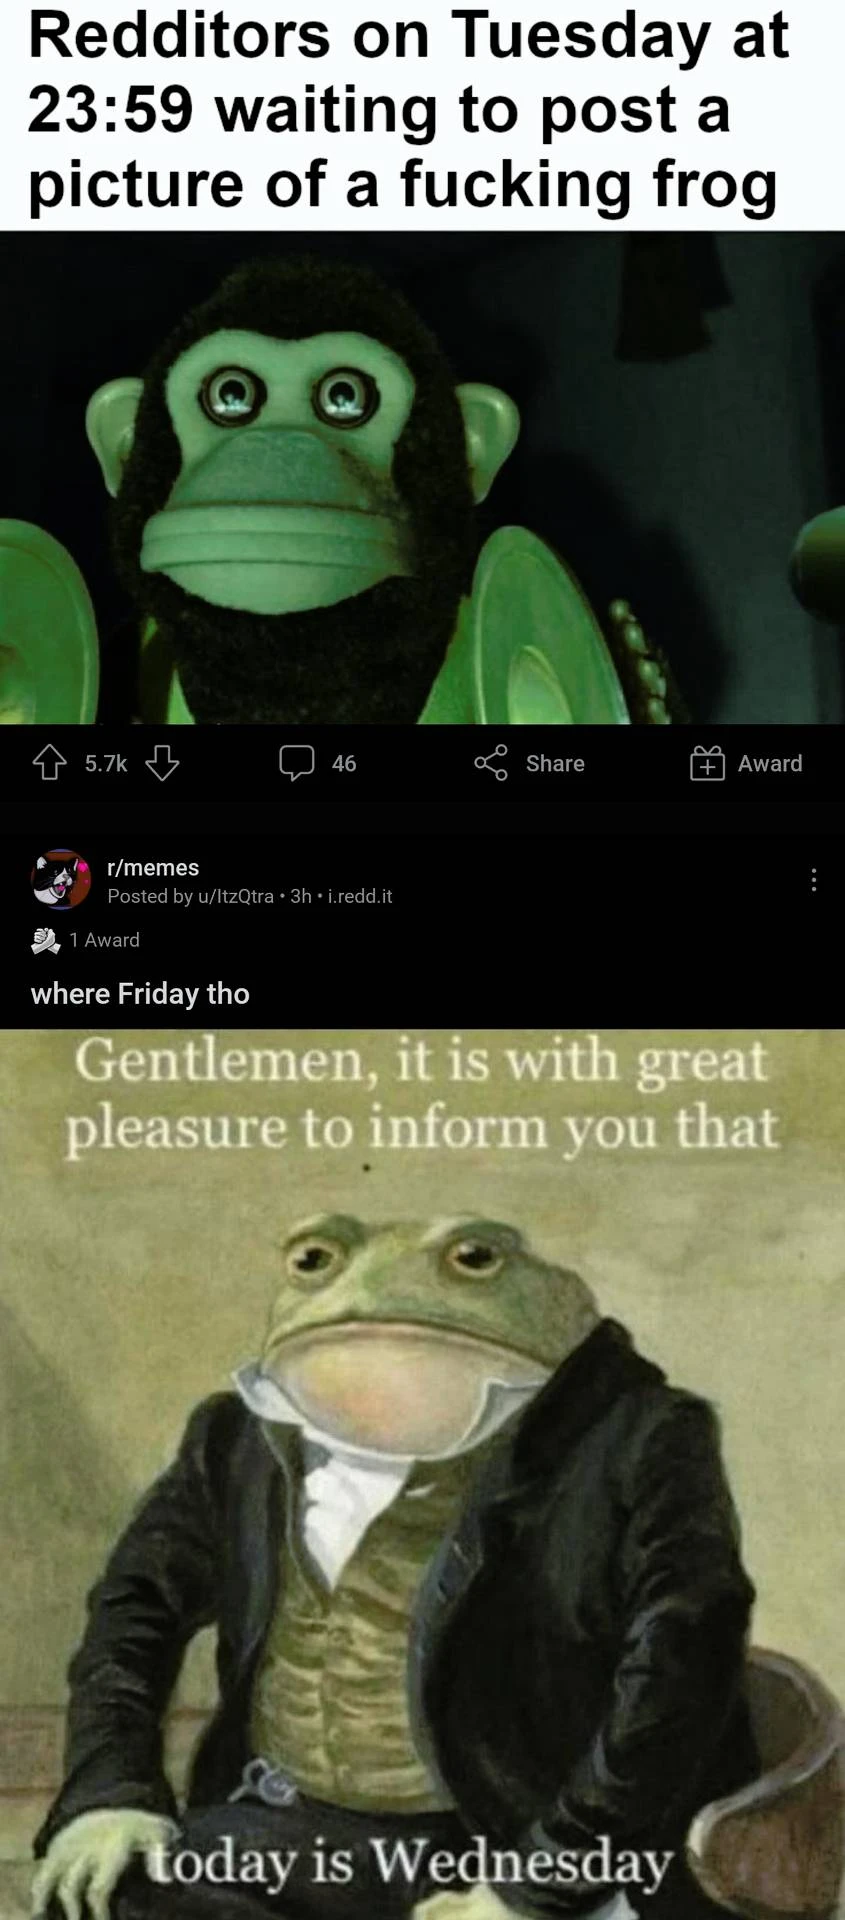 Redditors on Tuesday at
23:59 waiting to post a
picture of a fucking frog
5.7k
46
Share
Award
r/memes
Posted by u/ItzQtra • 3h • i.redd.it
1 Award
where Friday tho
Gentlemen, it is with great
pleasure to inform you that
today is Wednesday